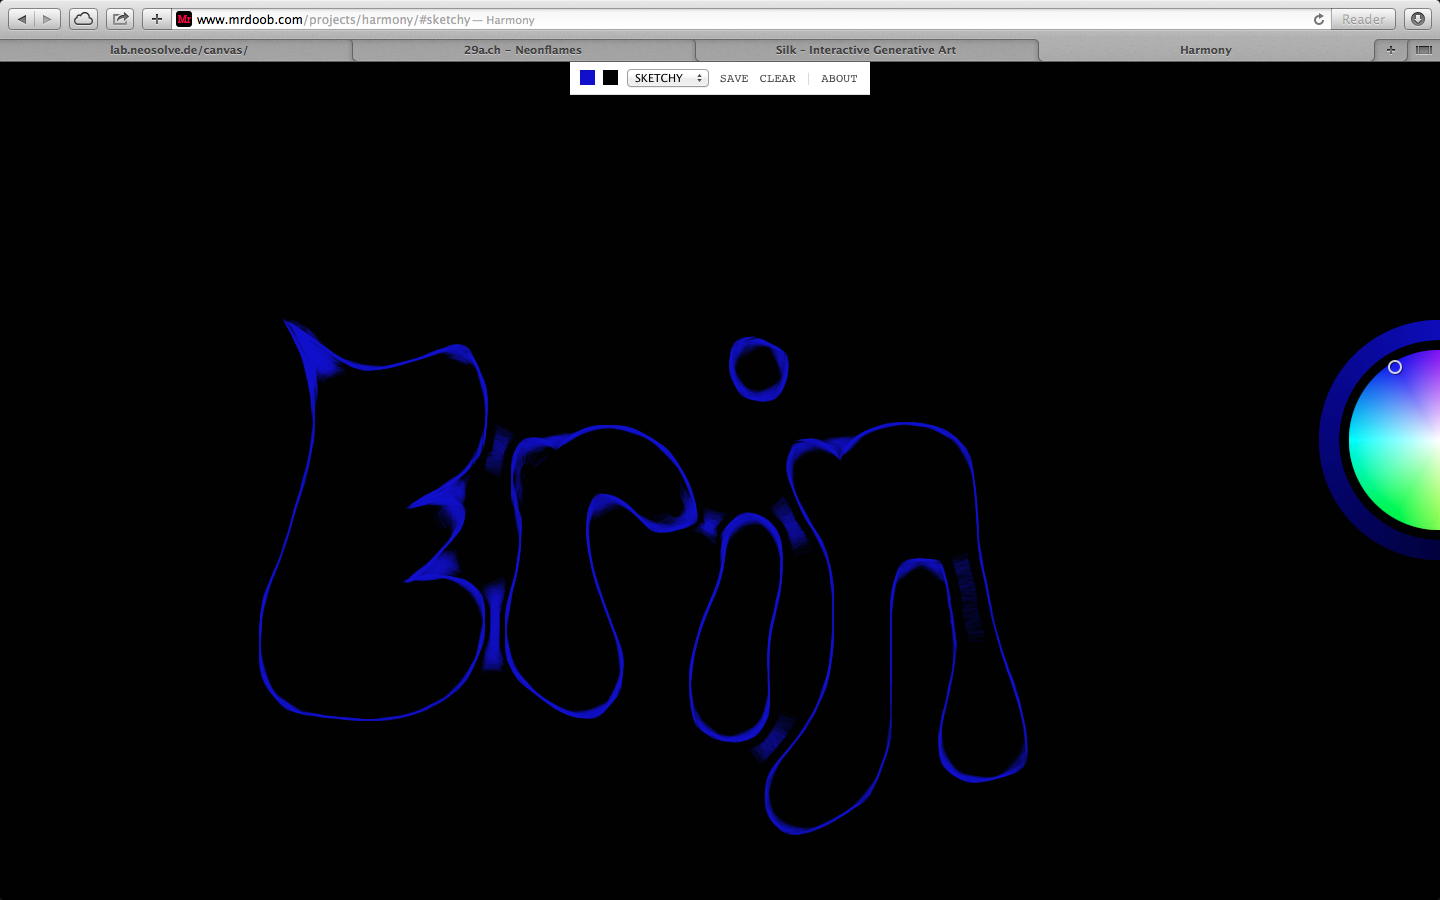 Mr www.mrdoob.com/projects/harmony/#sketchy — Harmony Reader
lab.neosolve.de/canvas/ 29a.ch - Neonflames Silk - Interactive Generative Art Harmony
SKETCHY SAVE CLEAR | ABOUT
Erin